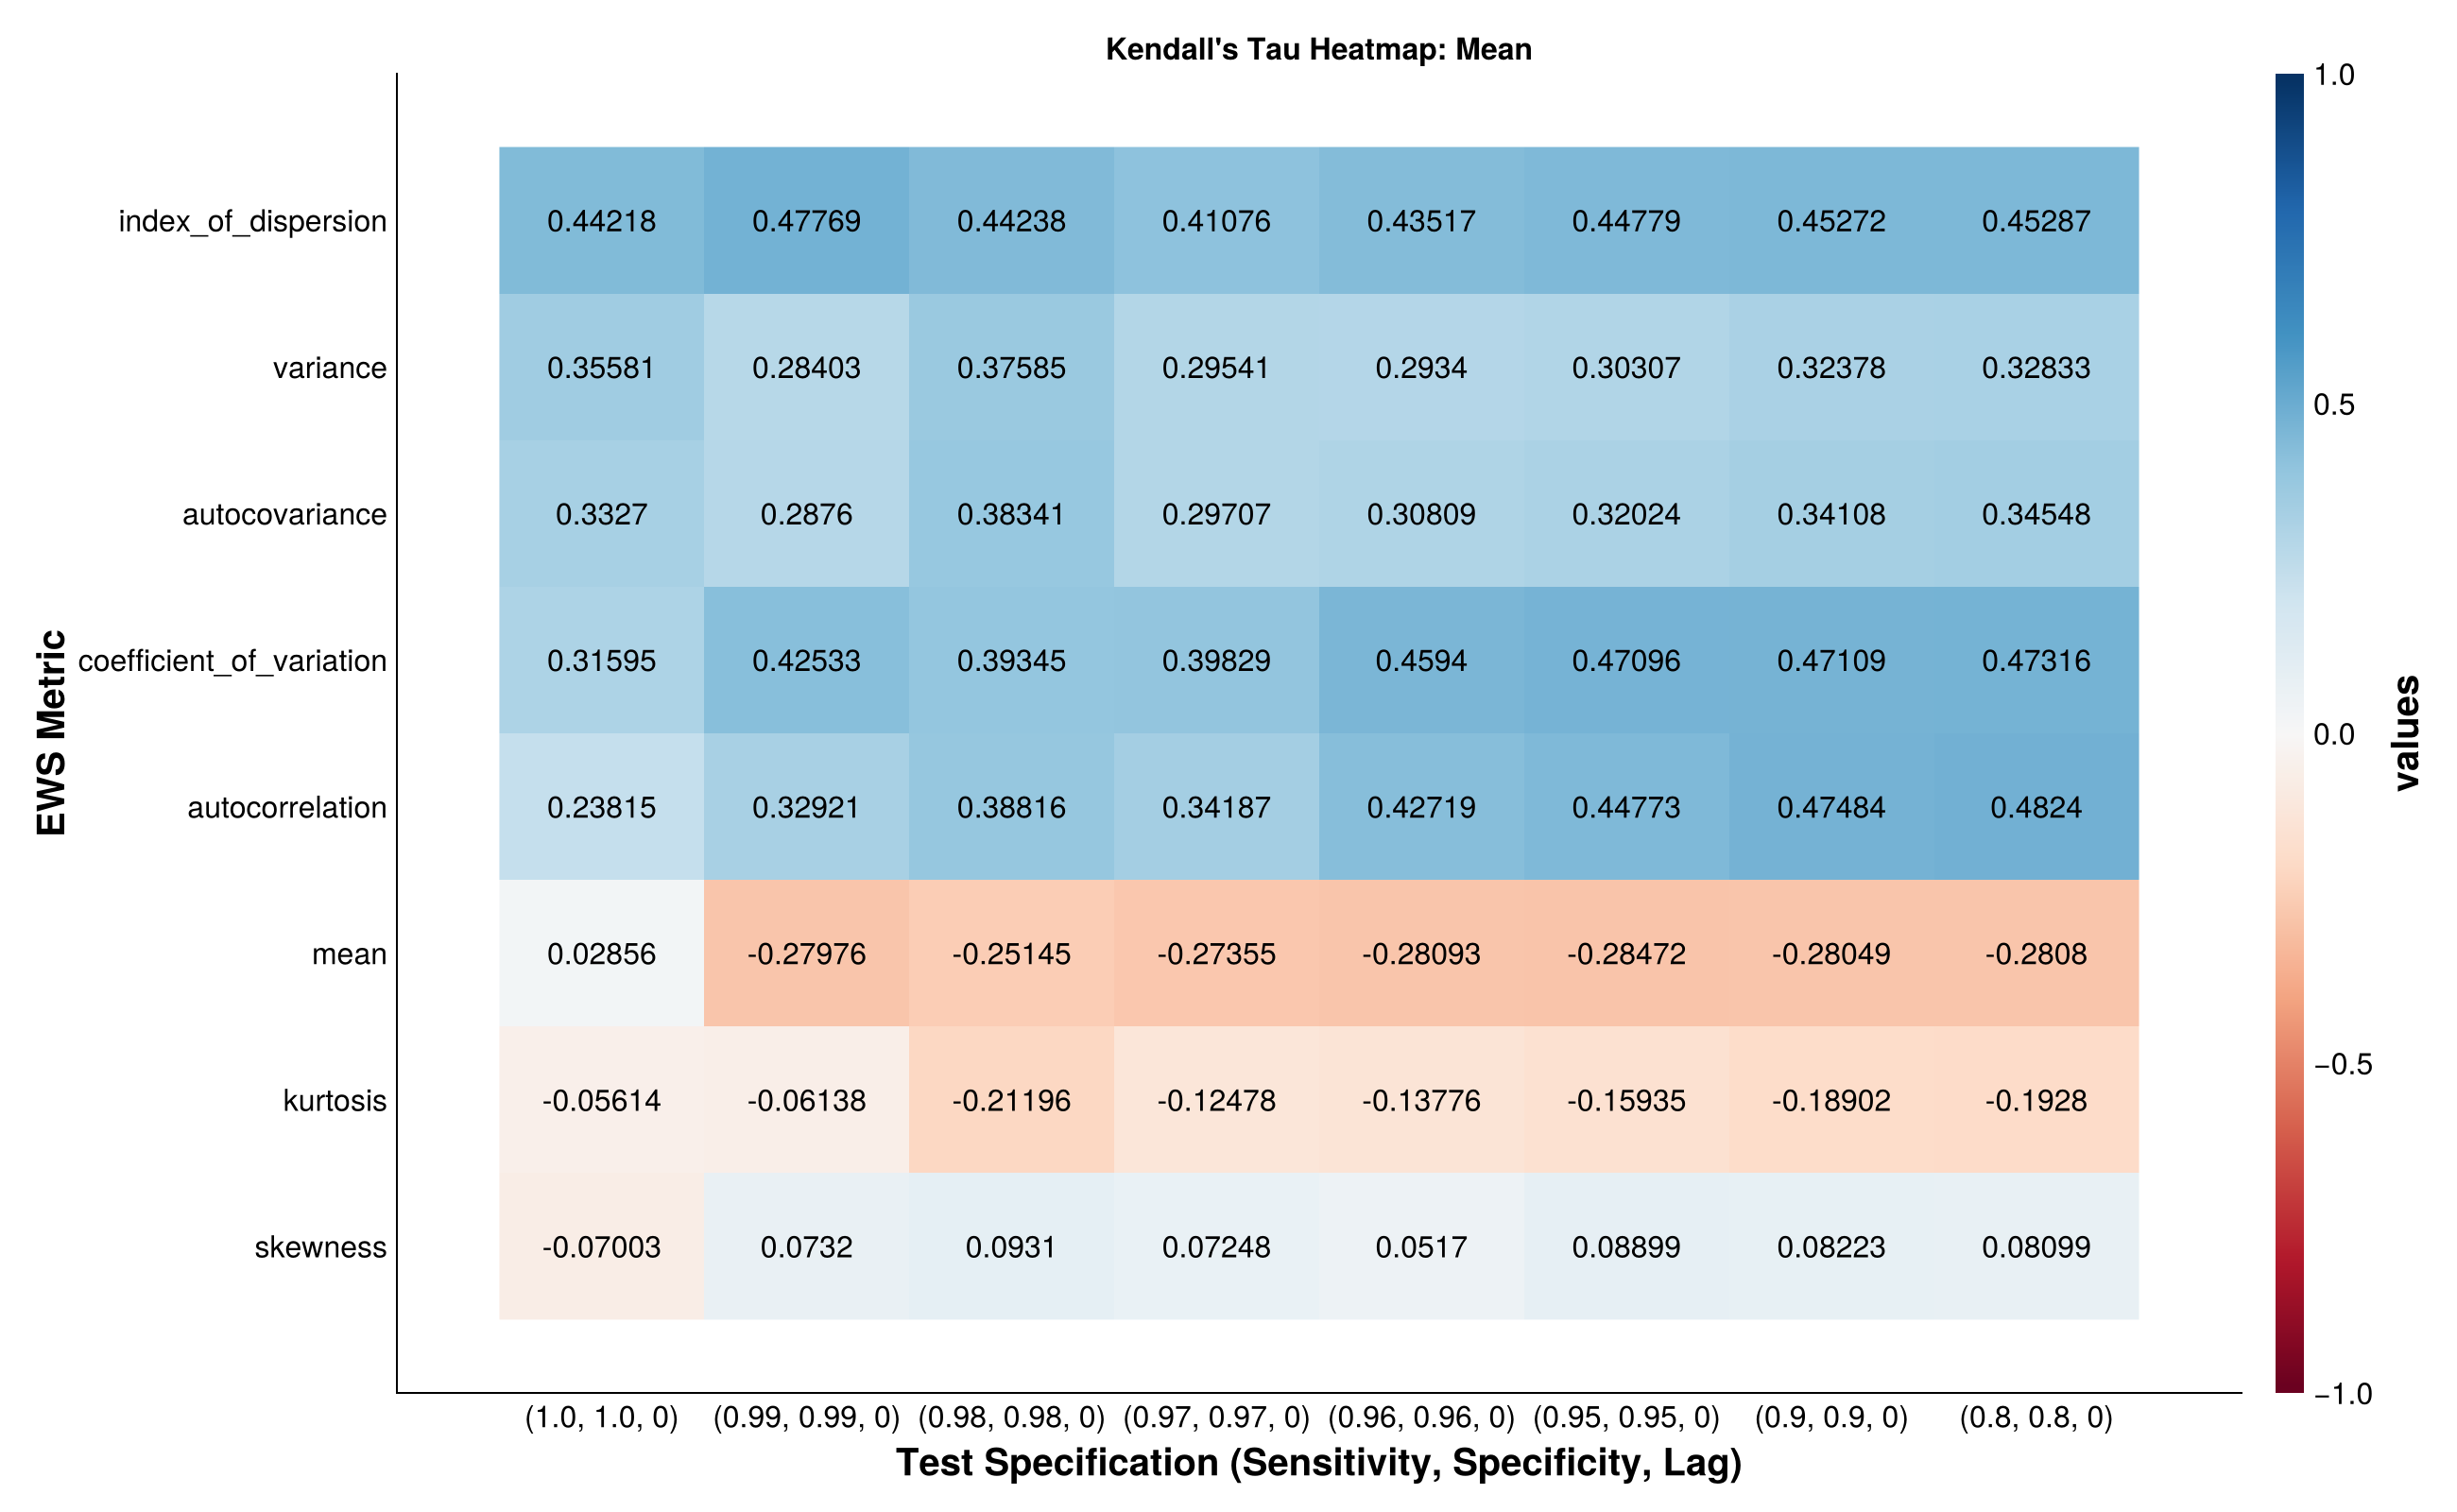 Kendall's Tau Heatmap: Mean
EWS Metric
index_of_dispersion 0.44218 0.47769 0.44238 0.41076 0.43517 0.44779 0.45272 0.45287
variance 0.35581 0.28403 0.37585 0.29541 0.2934 0.30307 0.32378 0.32833
autocovariance 0.3327 0.2876 0.38341 0.29707 0.30809 0.32024 0.34108 0.34548
coefficient_of_variation 0.31595 0.42533 0.39345 0.39829 0.4594 0.47096 0.47109 0.47316
autocorrelation 0.23815 0.32921 0.38816 0.34187 0.42719 0.44773 0.47484 0.4824
mean 0.02856 -0.27976 -0.25145 -0.27355 -0.28093 -0.28472 -0.28049 -0.2808
kurtosis -0.05614 -0.06138 -0.21196 -0.12478 -0.13776 -0.15935 -0.18902 -0.1928
skewness -0.07003 0.0732 0.0931 0.07248 0.0517 0.08899 0.08223 0.08099
(1.0, 1.0, 0) (0.99, 0.99, 0) (0.98, 0.98, 0) (0.97, 0.97, 0) (0.96, 0.96, 0) (0.95, 0.95, 0) (0.9, 0.9, 0) (0.8, 0.8, 0)
Test Specification (Sensitivity, Specificity, Lag)
1.0
0.5
0.0
−0.5
−1.0
values